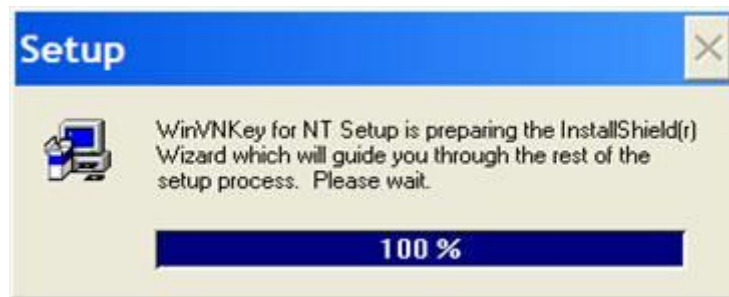 Setup
WinVNKey for NT Setup is preparing the InstallShield(r)
Wizard which will guide you through the rest of the
setup process.  Please wait.
100 %